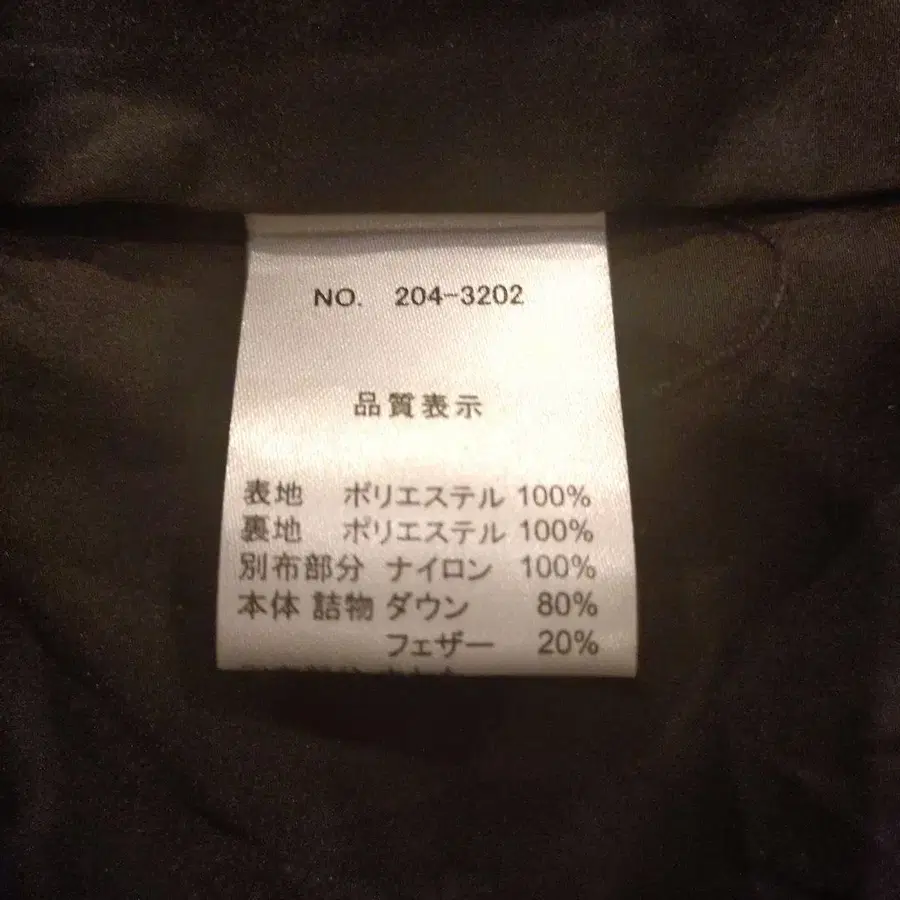 NO. 204-3202
品質表示
表地 ポリエステル 100%
裏地 ポリエステル 100%
別布部分 ナイロン 100%
本体 詰物 ダウン 80%
フェザー 20%